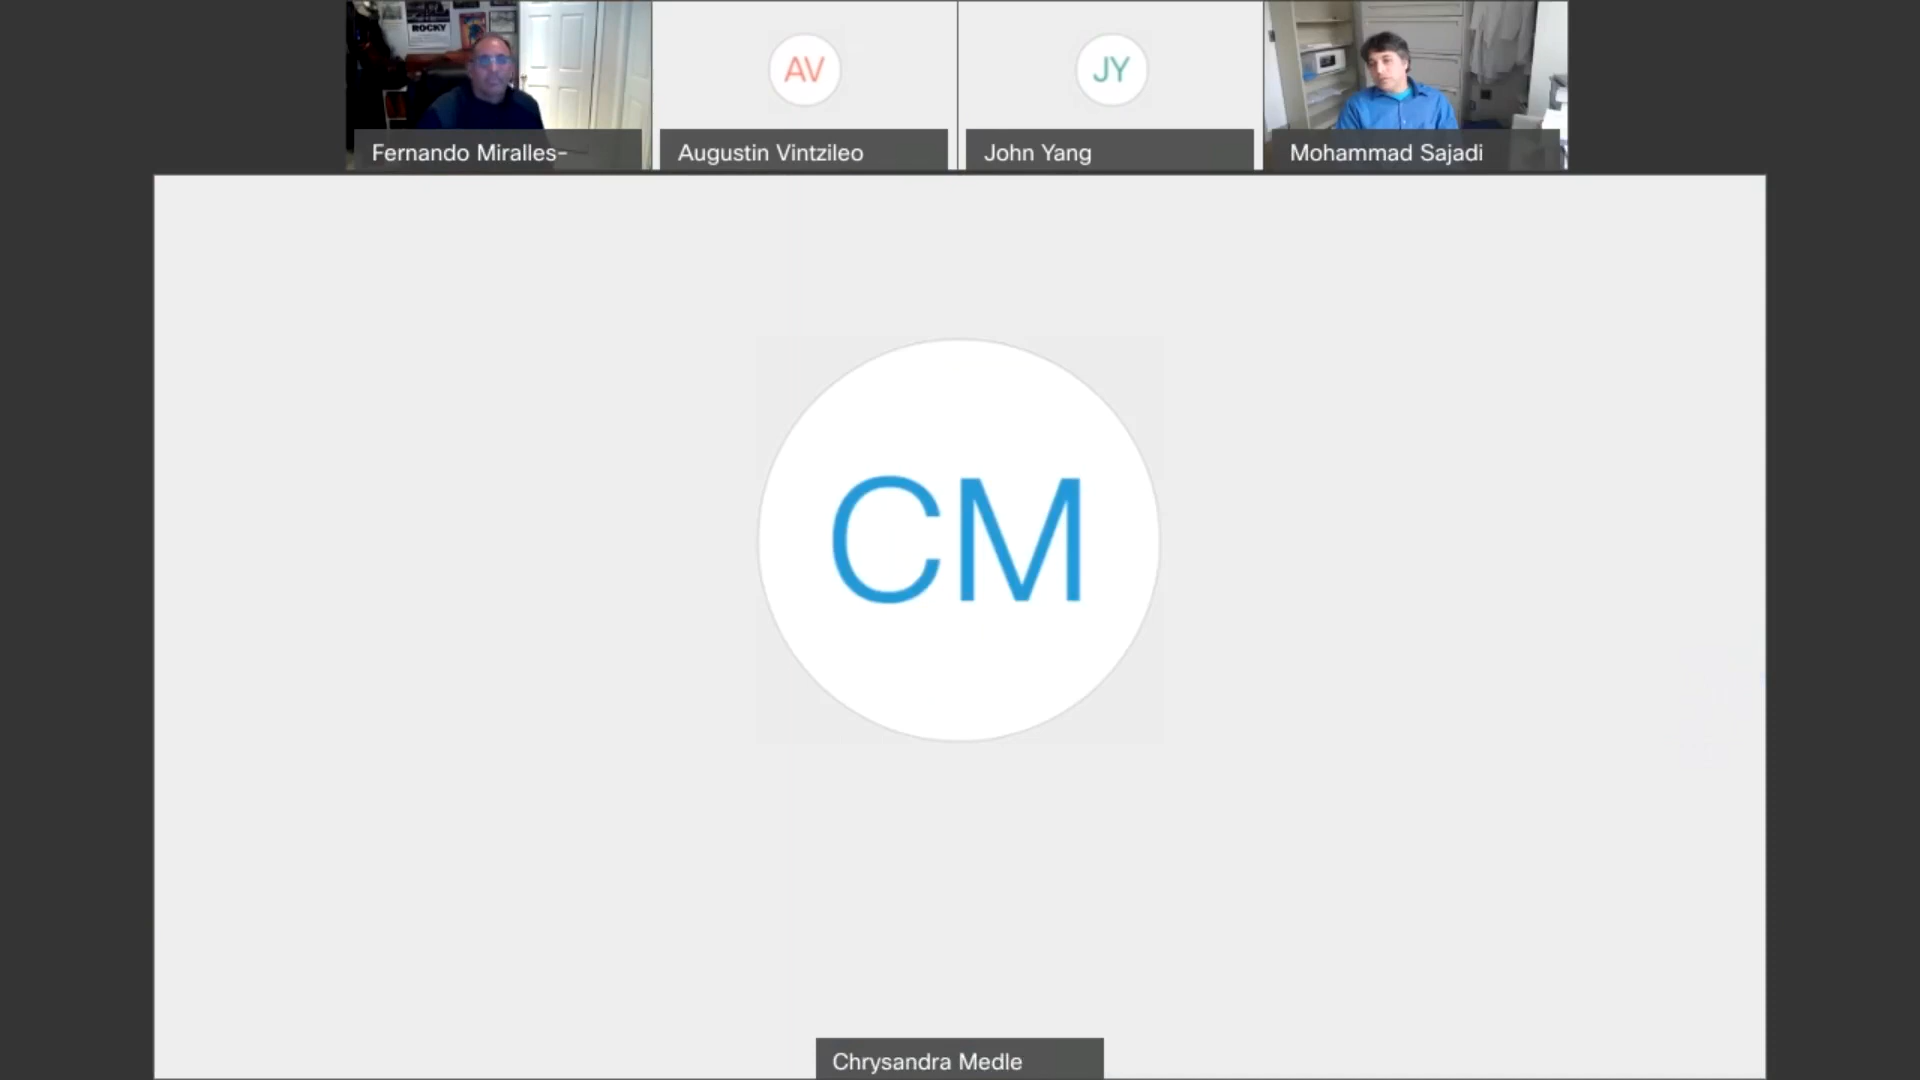 ROCKY
AV
JY
Fernando Miralles-
Augustin Vintzileo
John Yang
Mohammad Sajadi
CM
Chrysandra Medle